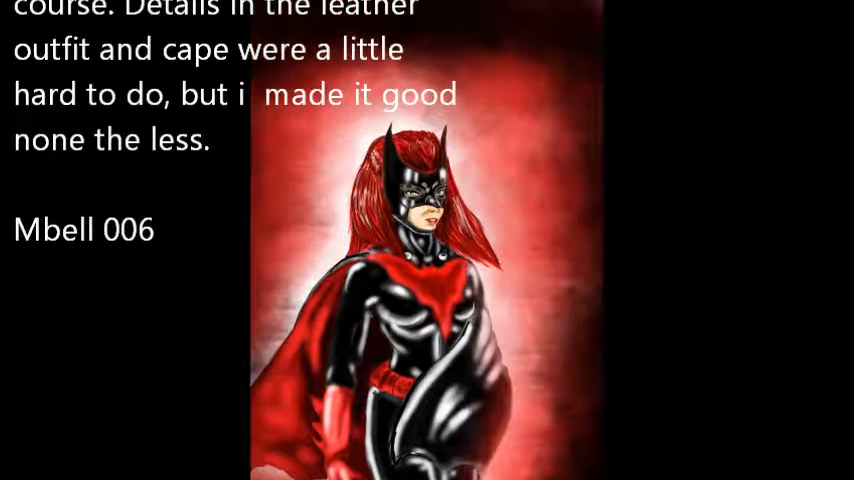 course. Details in the leather
outfit and cape were a little
hard to do, but i  made it good
none the less.
Mbell 006